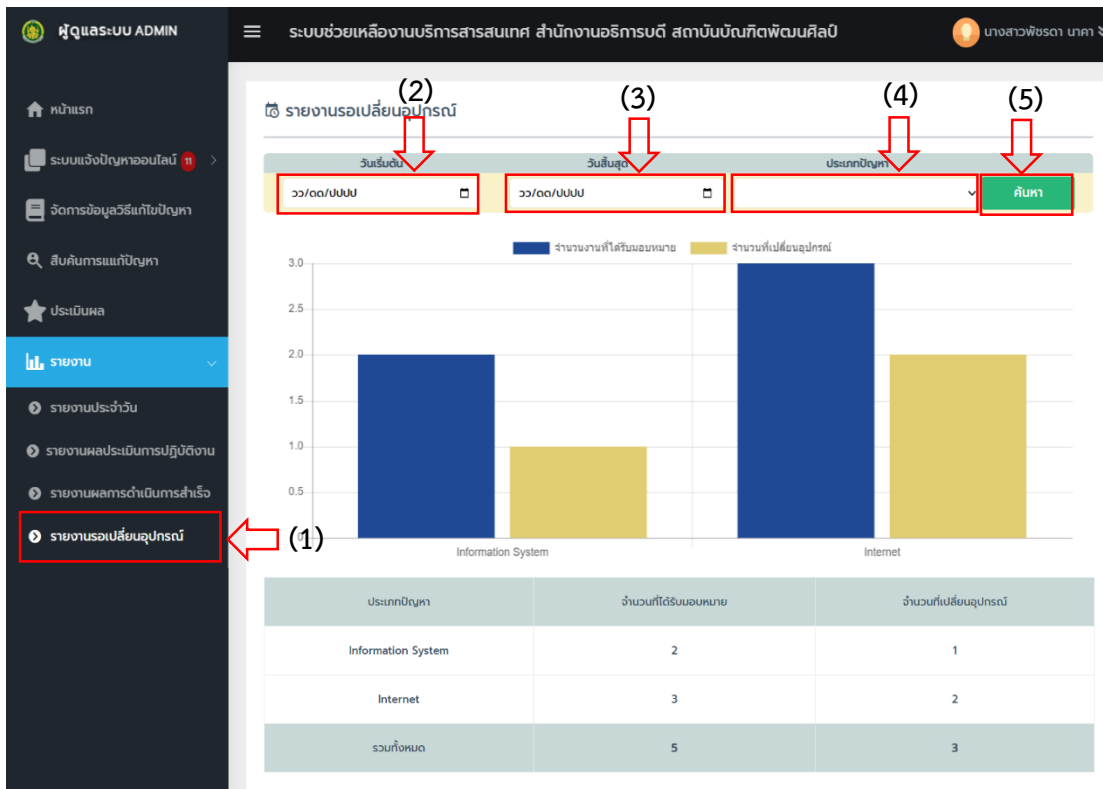 ผู้ดูแลระบบ ADMIN
ระบบช่วยเหลืองานบริการสารสนเทศ สำนักงานอธิการบดี สถาบันบัณฑิตพัฒนศิลป์
นางสาวพัชรดา นาคา
หน้าแรก
ระบบแจ้งปัญหาออนไลน์ 11
จัดการข้อมูลวิธีแก้ไขปัญหา
สืบค้นการแแก้ปัญหา
ประเมินผล
รายงาน
รายงานประจำวัน
รายงานผลประเมินการปฏิบัติงาน
รายงานผลการดำเนินการสำเร็จ
รายงานรอเปลี่ยนอุปกรณ์
(1)
รายงานรอเปลี่ยนอุปกรณ์
(2) (3) (4) (5)
วันเริ่มต้น วันสิ้นสุด ประเภทปัญหา
วว/ดด/ปปปป วว/ดด/ปปปป ค้นหา
จำนวนงานที่ได้รับมอบหมาย จำนวนที่เปลี่ยนอุปกรณ์
3.0
2.5
2.0
1.5
1.0
0.5
Information System Internet
ประเภทปัญหา จำนวนที่ได้รับมอบหมาย จำนวนที่เปลี่ยนอุปกรณ์
Information System 2 1
Internet 3 2
รวมทั้งหมด 5 3